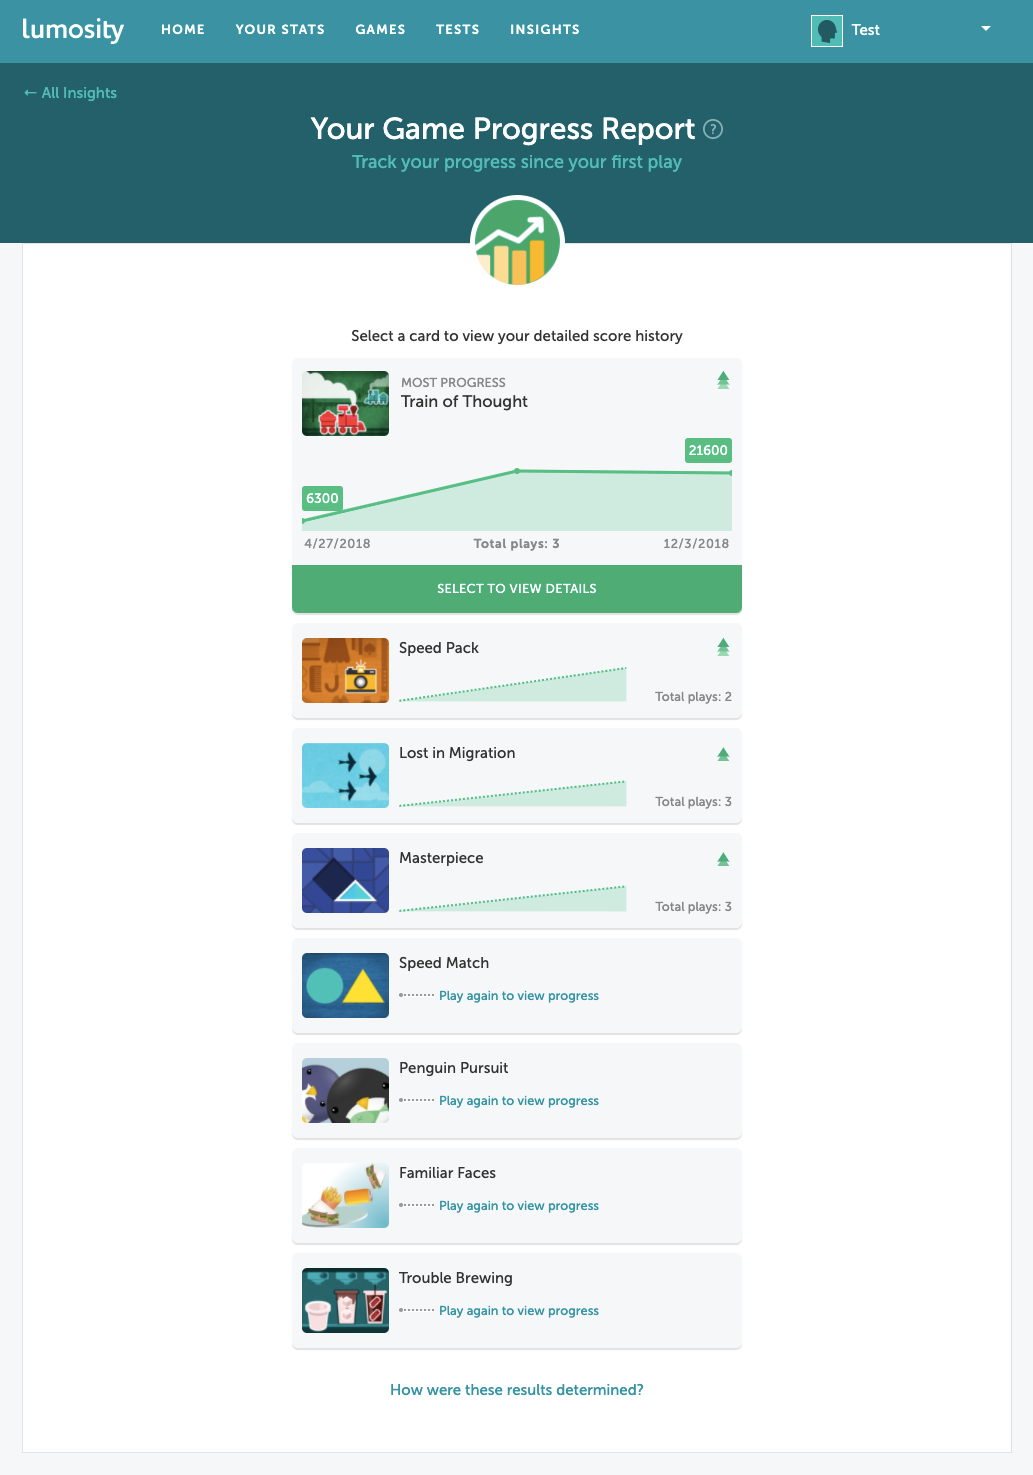 lumosity
HOME YOUR STATS GAMES TESTS INSIGHTS
Test
← All Insights
Your Game Progress Report ?
Track your progress since your first play
Select a card to view your detailed score history
MOST PROGRESS
Train of Thought
21600
6300
4/27/2018 Total plays: 3 12/3/2018
SELECT TO VIEW DETAILS
Speed Pack
Total plays: 2
Lost in Migration
Total plays: 3
Masterpiece
Total plays: 3
Speed Match
Play again to view progress
Penguin Pursuit
Play again to view progress
Familiar Faces
Play again to view progress
Trouble Brewing
Play again to view progress
How were these results determined?